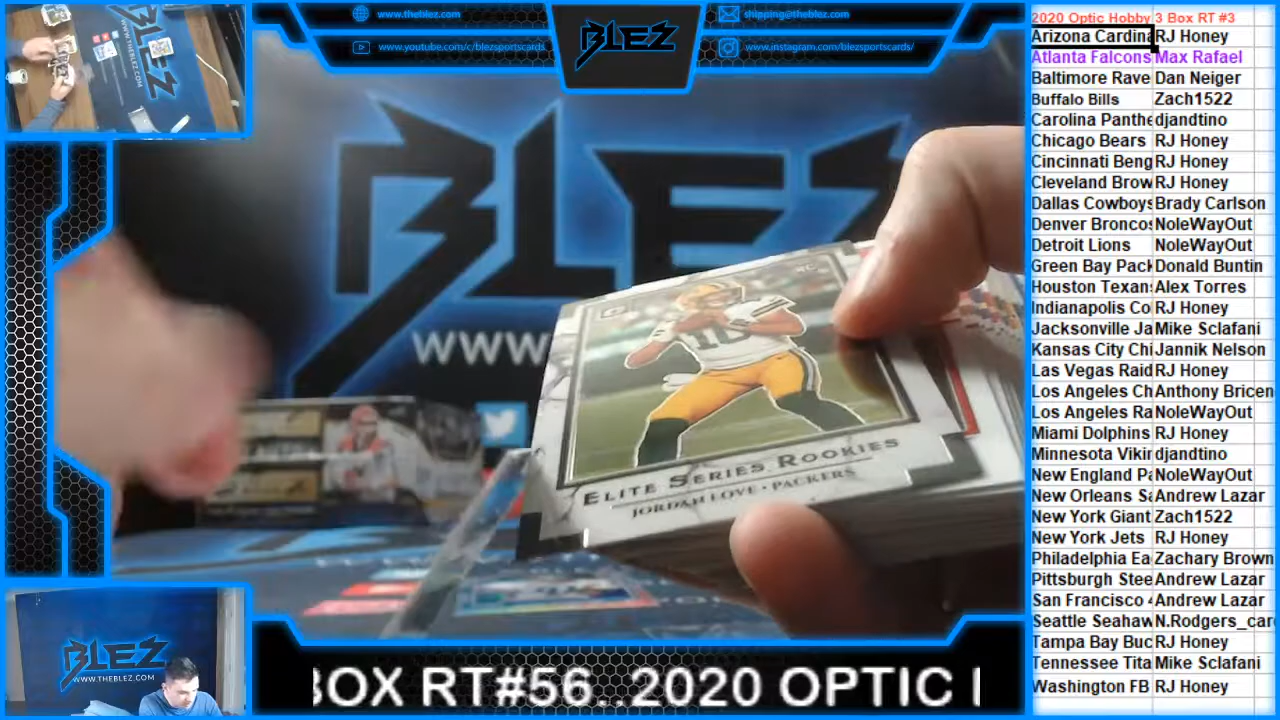 www.theblez.com
shipping@theblez.com
www.youtube.com/c/blezsportscards
www.instagram.com/blezsportscards/
BLEZ
BLEZ
WWW
ELITE SERIES ROOKIES
JORDAN LOVE • PACKERS
BLEZ
WWW.THEBLEZ.COM
BOX RT#56...2020 OPTIC
2020 Optic Hobby 3 Box RT #3
Arizona Cardina RJ Honey
Atlanta Falcons Max Rafael
Baltimore Rave Dan Neiger
Buffalo Bills Zach1522
Carolina Panthe djandtino
Chicago Bears RJ Honey
Cincinnati Beng RJ Honey
Cleveland Brow RJ Honey
Dallas Cowboys Brady Carlson
Denver Broncos NoleWayOut
Detroit Lions NoleWayOut
Green Bay Pack Donald Buntin
Houston Texans Alex Torres
Indianapolis Co RJ Honey
Jacksonville Ja Mike Sclafani
Kansas City Chi Jannik Nelson
Las Vegas Raid RJ Honey
Los Angeles Ch Anthony Bricen
Los Angeles Ra NoleWayOut
Miami Dolphins RJ Honey
Minnesota Vikin djandtino
New England Pa NoleWayOut
New Orleans Sa Andrew Lazar
New York Giant Zach1522
New York Jets RJ Honey
Philadelphia Ea Zachary Brown
Pittsburgh Stee Andrew Lazar
San Francisco 4 Andrew Lazar
Seattle Seahaw N.Rodgers_car
Tampa Bay Buc RJ Honey
Tennessee Tita Mike Sclafani
Washington FB RJ Honey